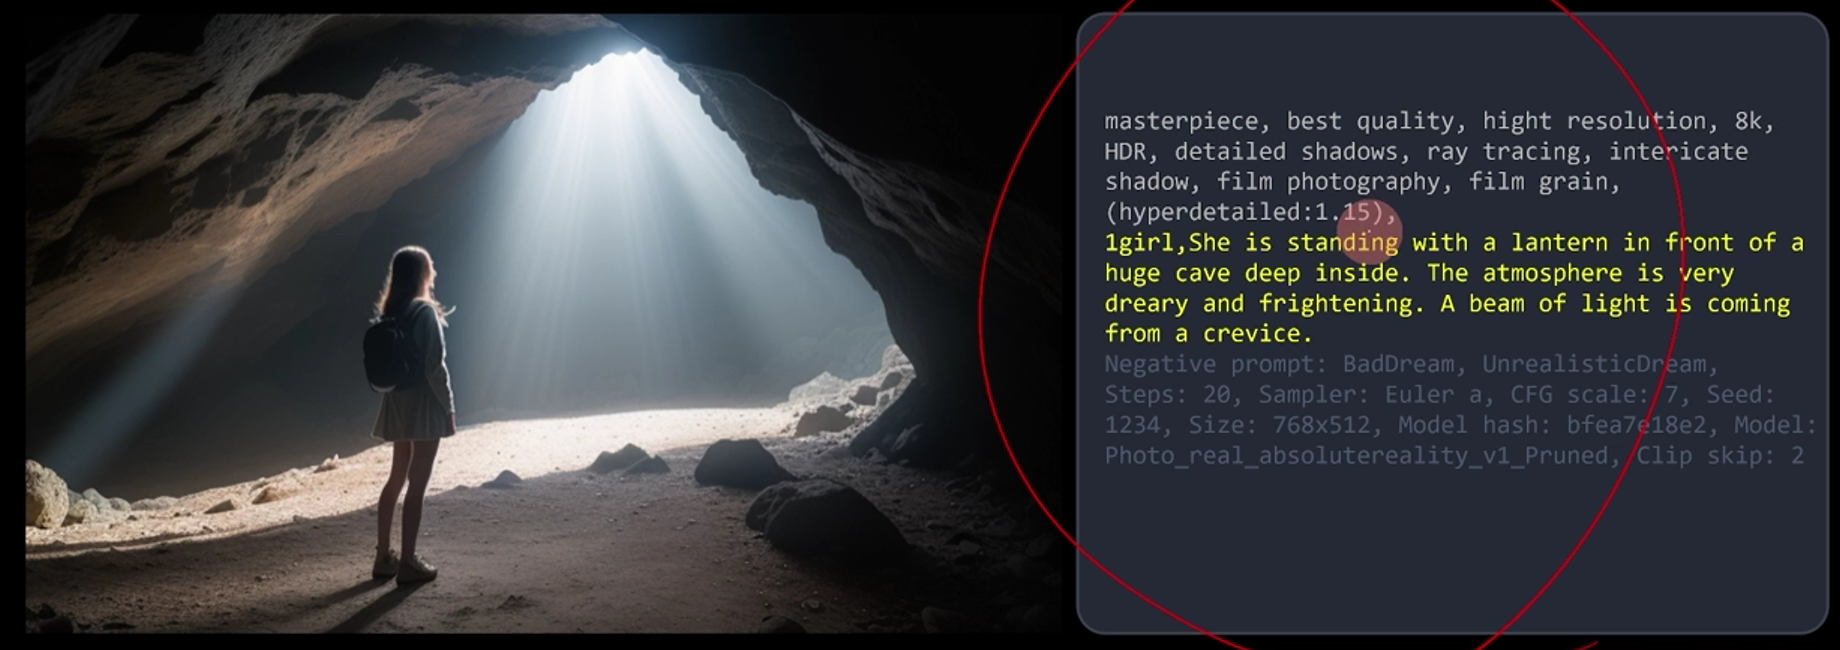 masterpiece, best quality, hight resolution, 8k,
HDR, detailed shadows, ray tracing, intericate
shadow, film photography, film grain,
(hyperdetailed:1.15),
1girl,She is standing with a lantern in front of a
huge cave deep inside. The atmosphere is very
dreary and frightening. A beam of light is coming
from a crevice.
Negative prompt: BadDream, UnrealisticDream,
Steps: 20, Sampler: Euler a, CFG scale: 7, Seed:
1234, Size: 768x512, Model hash: bfea7e18e2, Model:
Photo_real_absolutereality_v1_Pruned, Clip skip: 2